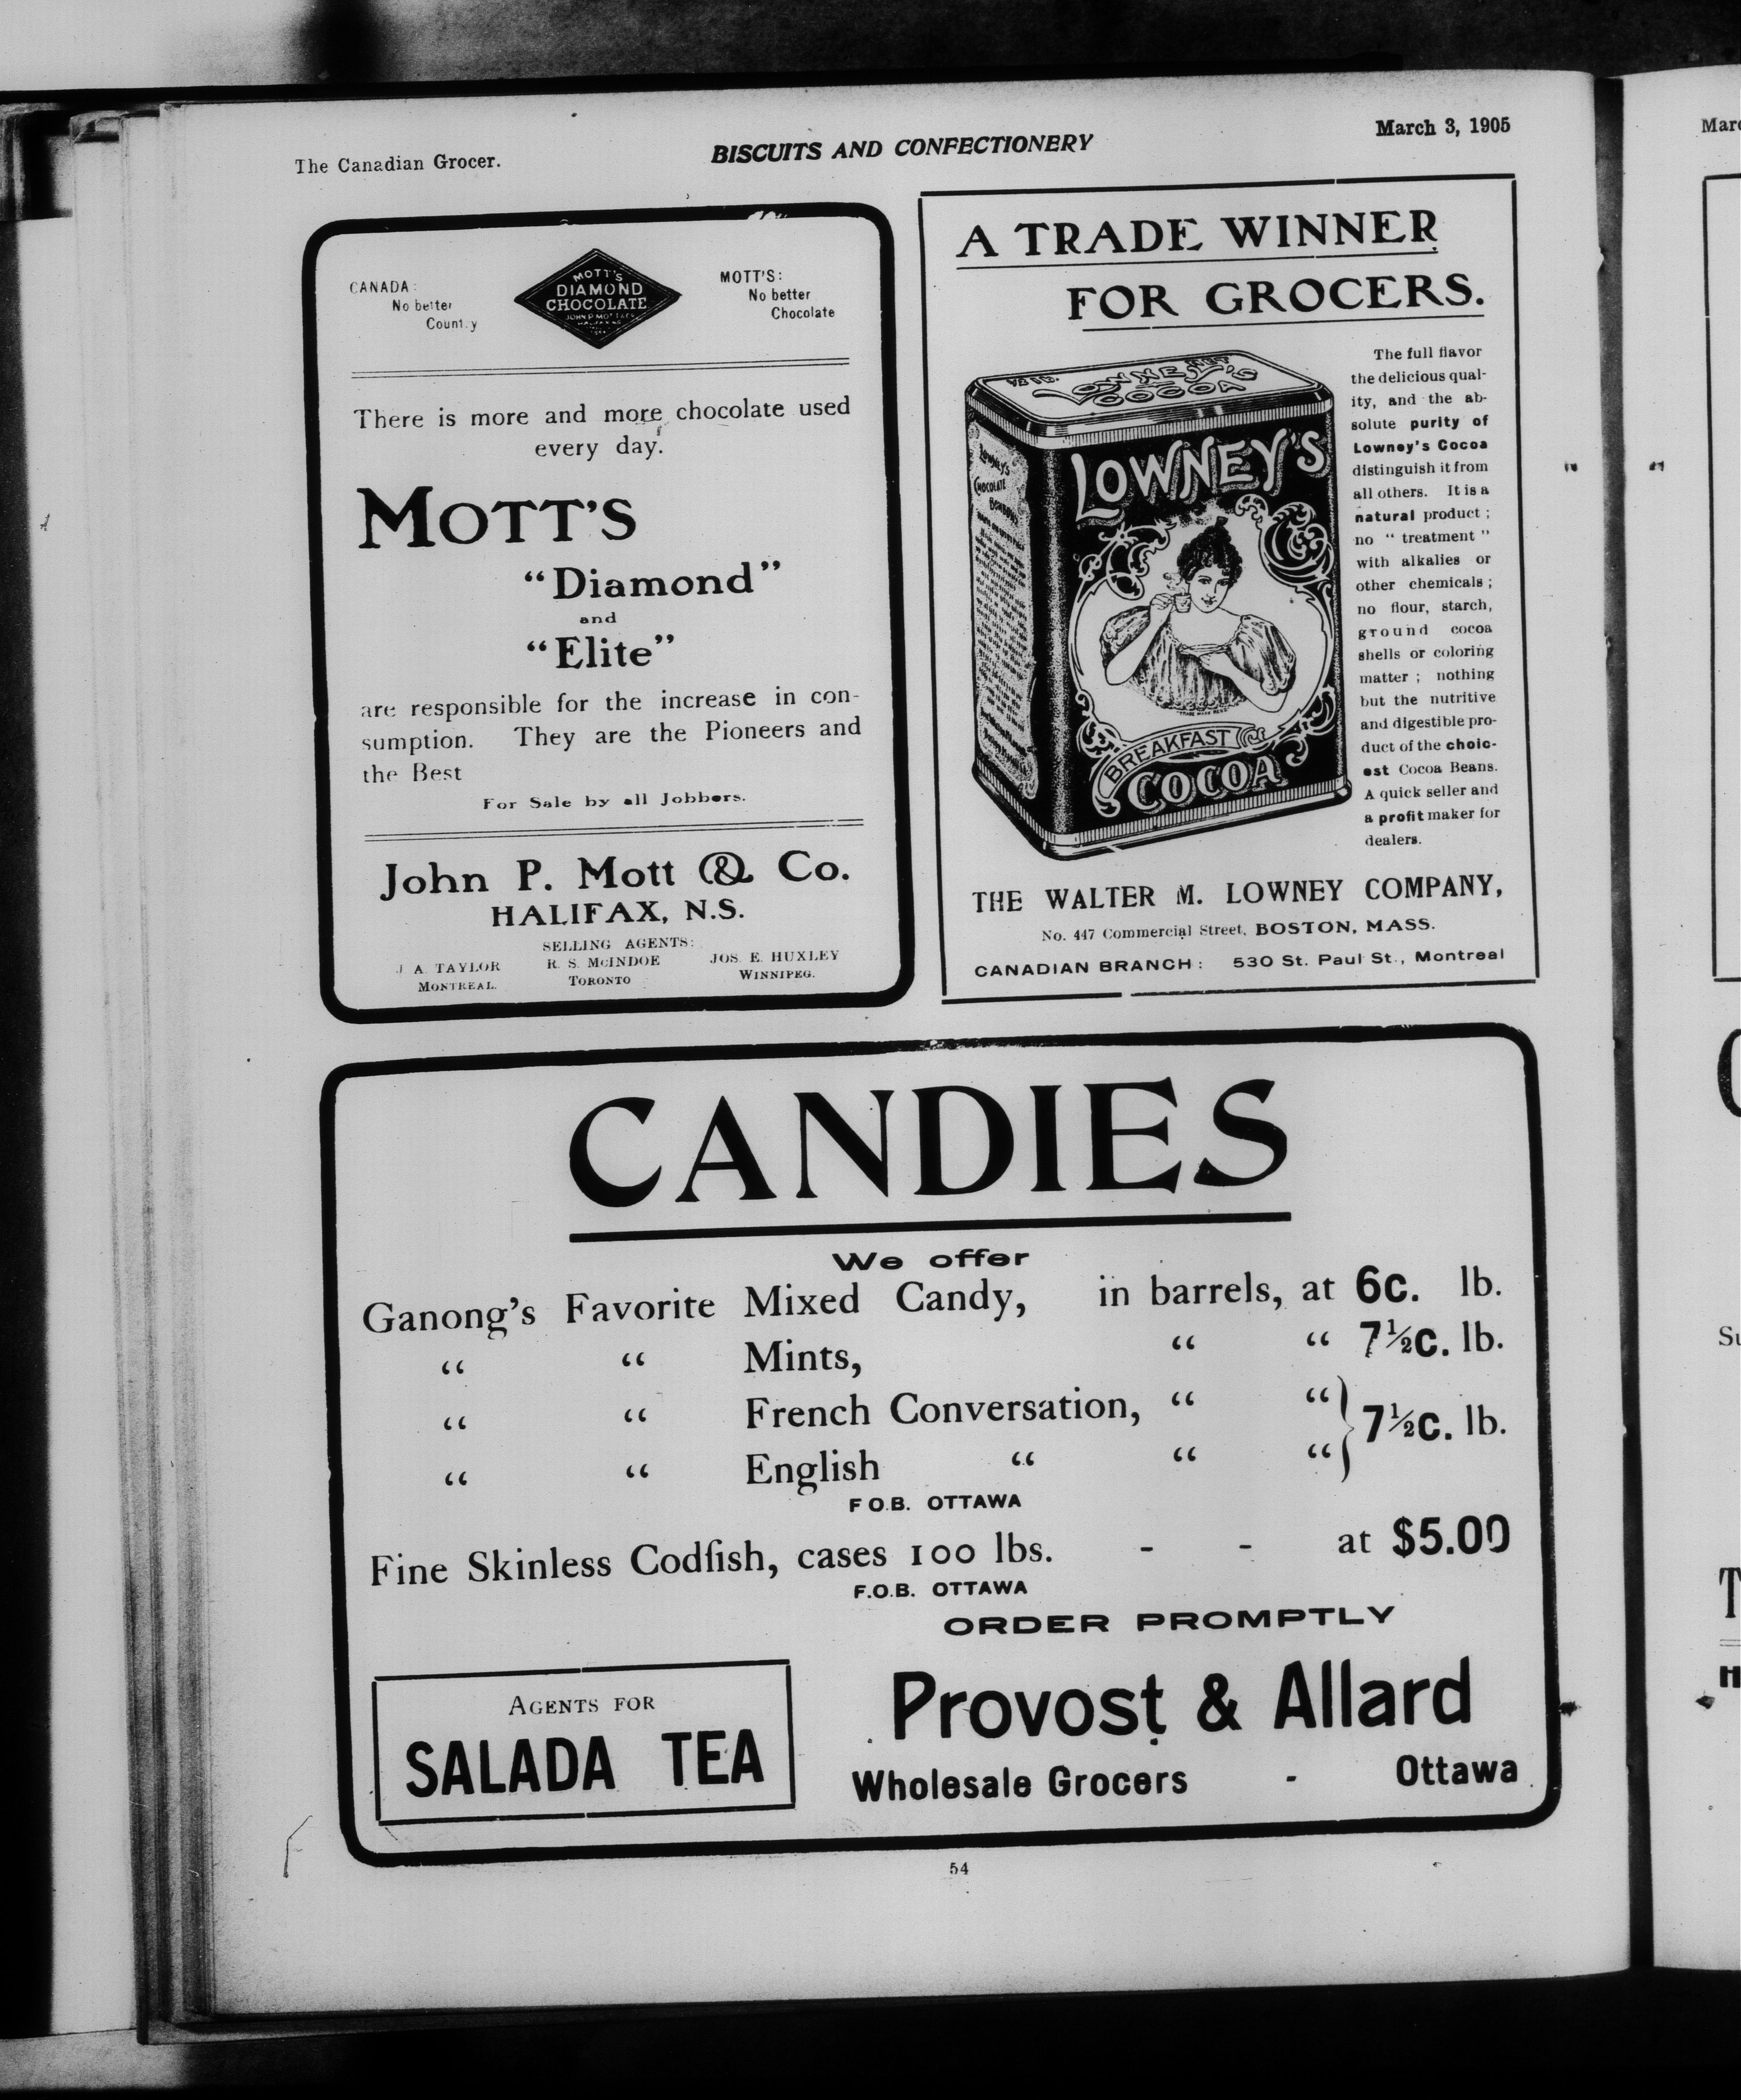 The Canadian Grocer.
BISCUITS AND CONFECTIONERY
March 3, 1905
CANADA:
No better
Country
MOTT'S
DIAMOND
CHOCOLATE
JOHN P. MOTT & CO.
HALIFAX N.S.
MOTT'S:
No better
Chocolate
There is more and more chocolate used
every day.
MOTT'S
"Diamond"
and
"Elite"
are responsible for the increase in con-
sumption. They are the Pioneers and
the Best
For Sale by all Jobbers.
John P. Mott & Co.
HALIFAX, N.S.
SELLING AGENTS:
J A. TAYLOR
MONTREAL.
R. S. McINDOE
TORONTO
JOS. E. HUXLEY
WINNIPEG.
A TRADE WINNER
FOR GROCERS.
½ LB.
LOWNEY'S
COCOA
LOWNEY'S
CHOCOLATE
BONBONS
LOWNEY'S
BREAKFAST
COCOA
The full flavor
the delicious qual-
ity, and the ab-
solute purity of
Lowney's Cocoa
distinguish it from
all others. It is a
natural product;
no "treatment"
with alkalies or
other chemicals;
no flour, starch,
ground cocoa
shells or coloring
matter; nothing
but the nutritive
and digestible pro-
duct of the choic-
est Cocoa Beans.
A quick seller and
a profit maker for
dealers.
THE WALTER M. LOWNEY COMPANY,
No. 447 Commercial Street, BOSTON, MASS.
CANADIAN BRANCH: 530 St. Paul St., Montreal
CANDIES
We offer
Ganong's Favorite Mixed Candy, in barrels, at 6c. lb.
" " Mints, " " 7½c. lb.
" " French Conversation, " "
" " English " " " } 7½c. lb.
F O.B. OTTAWA
Fine Skinless Codfish, cases 100 lbs. - - at $5.00
F.O.B. OTTAWA
ORDER PROMPTLY
AGENTS FOR
SALADA TEA
Provost & Allard
Wholesale Grocers - Ottawa
54